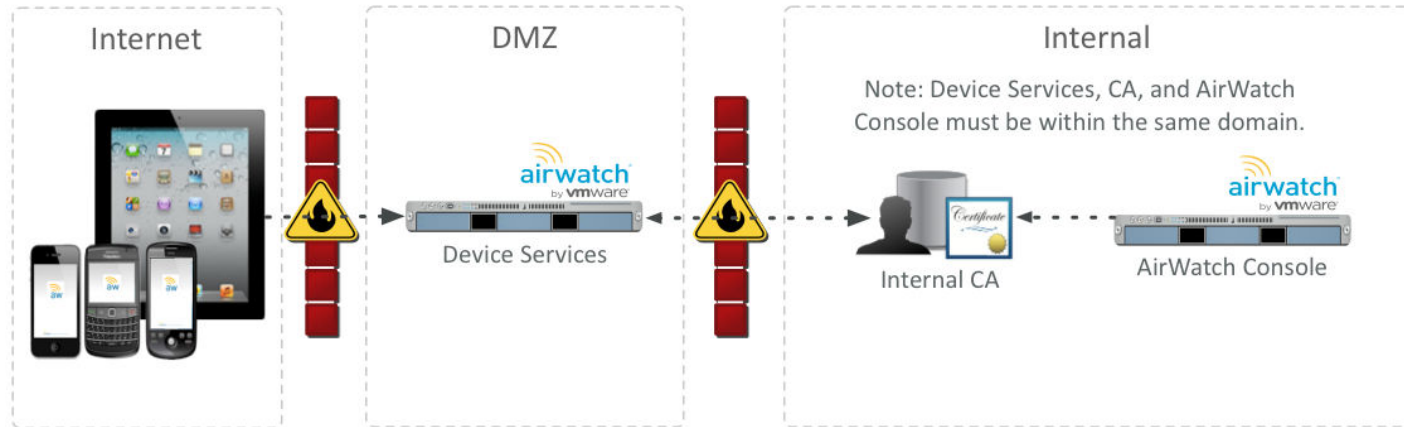 Internet
DMZ
Internal
Note: Device Services, CA, and AirWatch
Console must be within the same domain.
airwatch
by vmware
airwatch
by vmware
Certificate
Device Services
Internal CA
AirWatch Console
aw
aw
aw